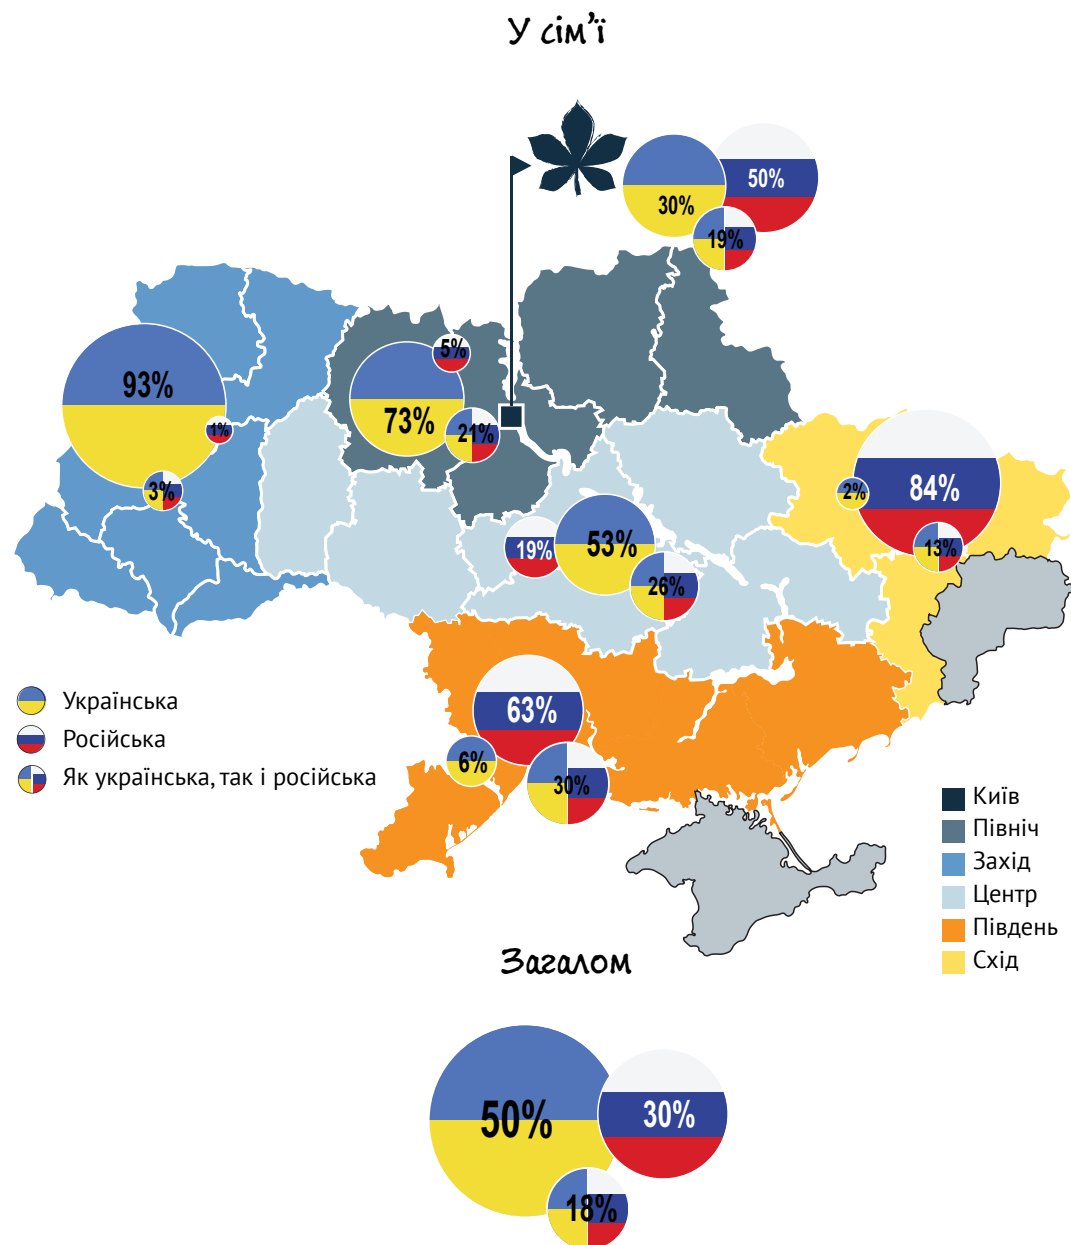 У сім’ї
30%
50%
19%
93%
1%
3%
5%
73%
21%
19%
53%
26%
2%
84%
13%
63%
6%
30%
Українська
Російська
Як українська, так і російська
Київ
Північ
Захід
Центр
Південь
Схід
Загалом
50%
30%
18%